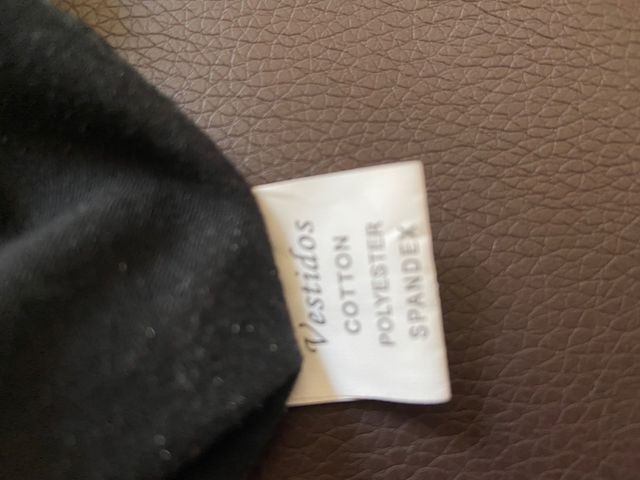 Vestidos
COTTON
POLYESTER
SPANDEX